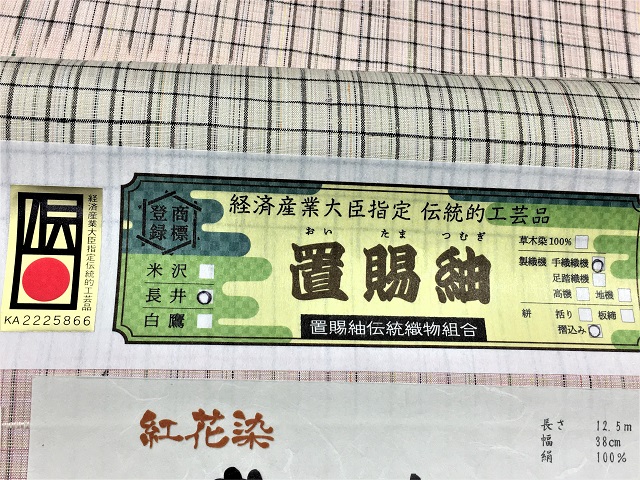 伝
経済産業大臣指定伝統的工芸品
KA2225866
商標
登録
経済産業大臣指定 伝統的工芸品
おい たま つむぎ
置賜紬
米沢
長井
白鷹
置賜紬伝統織物組合
草木染100%
製織機 手織織機
足踏織機
高機 地機
絣 括り 板締
摺込み
紅花染
長さ 12.5m
幅 38cm
絹 100%